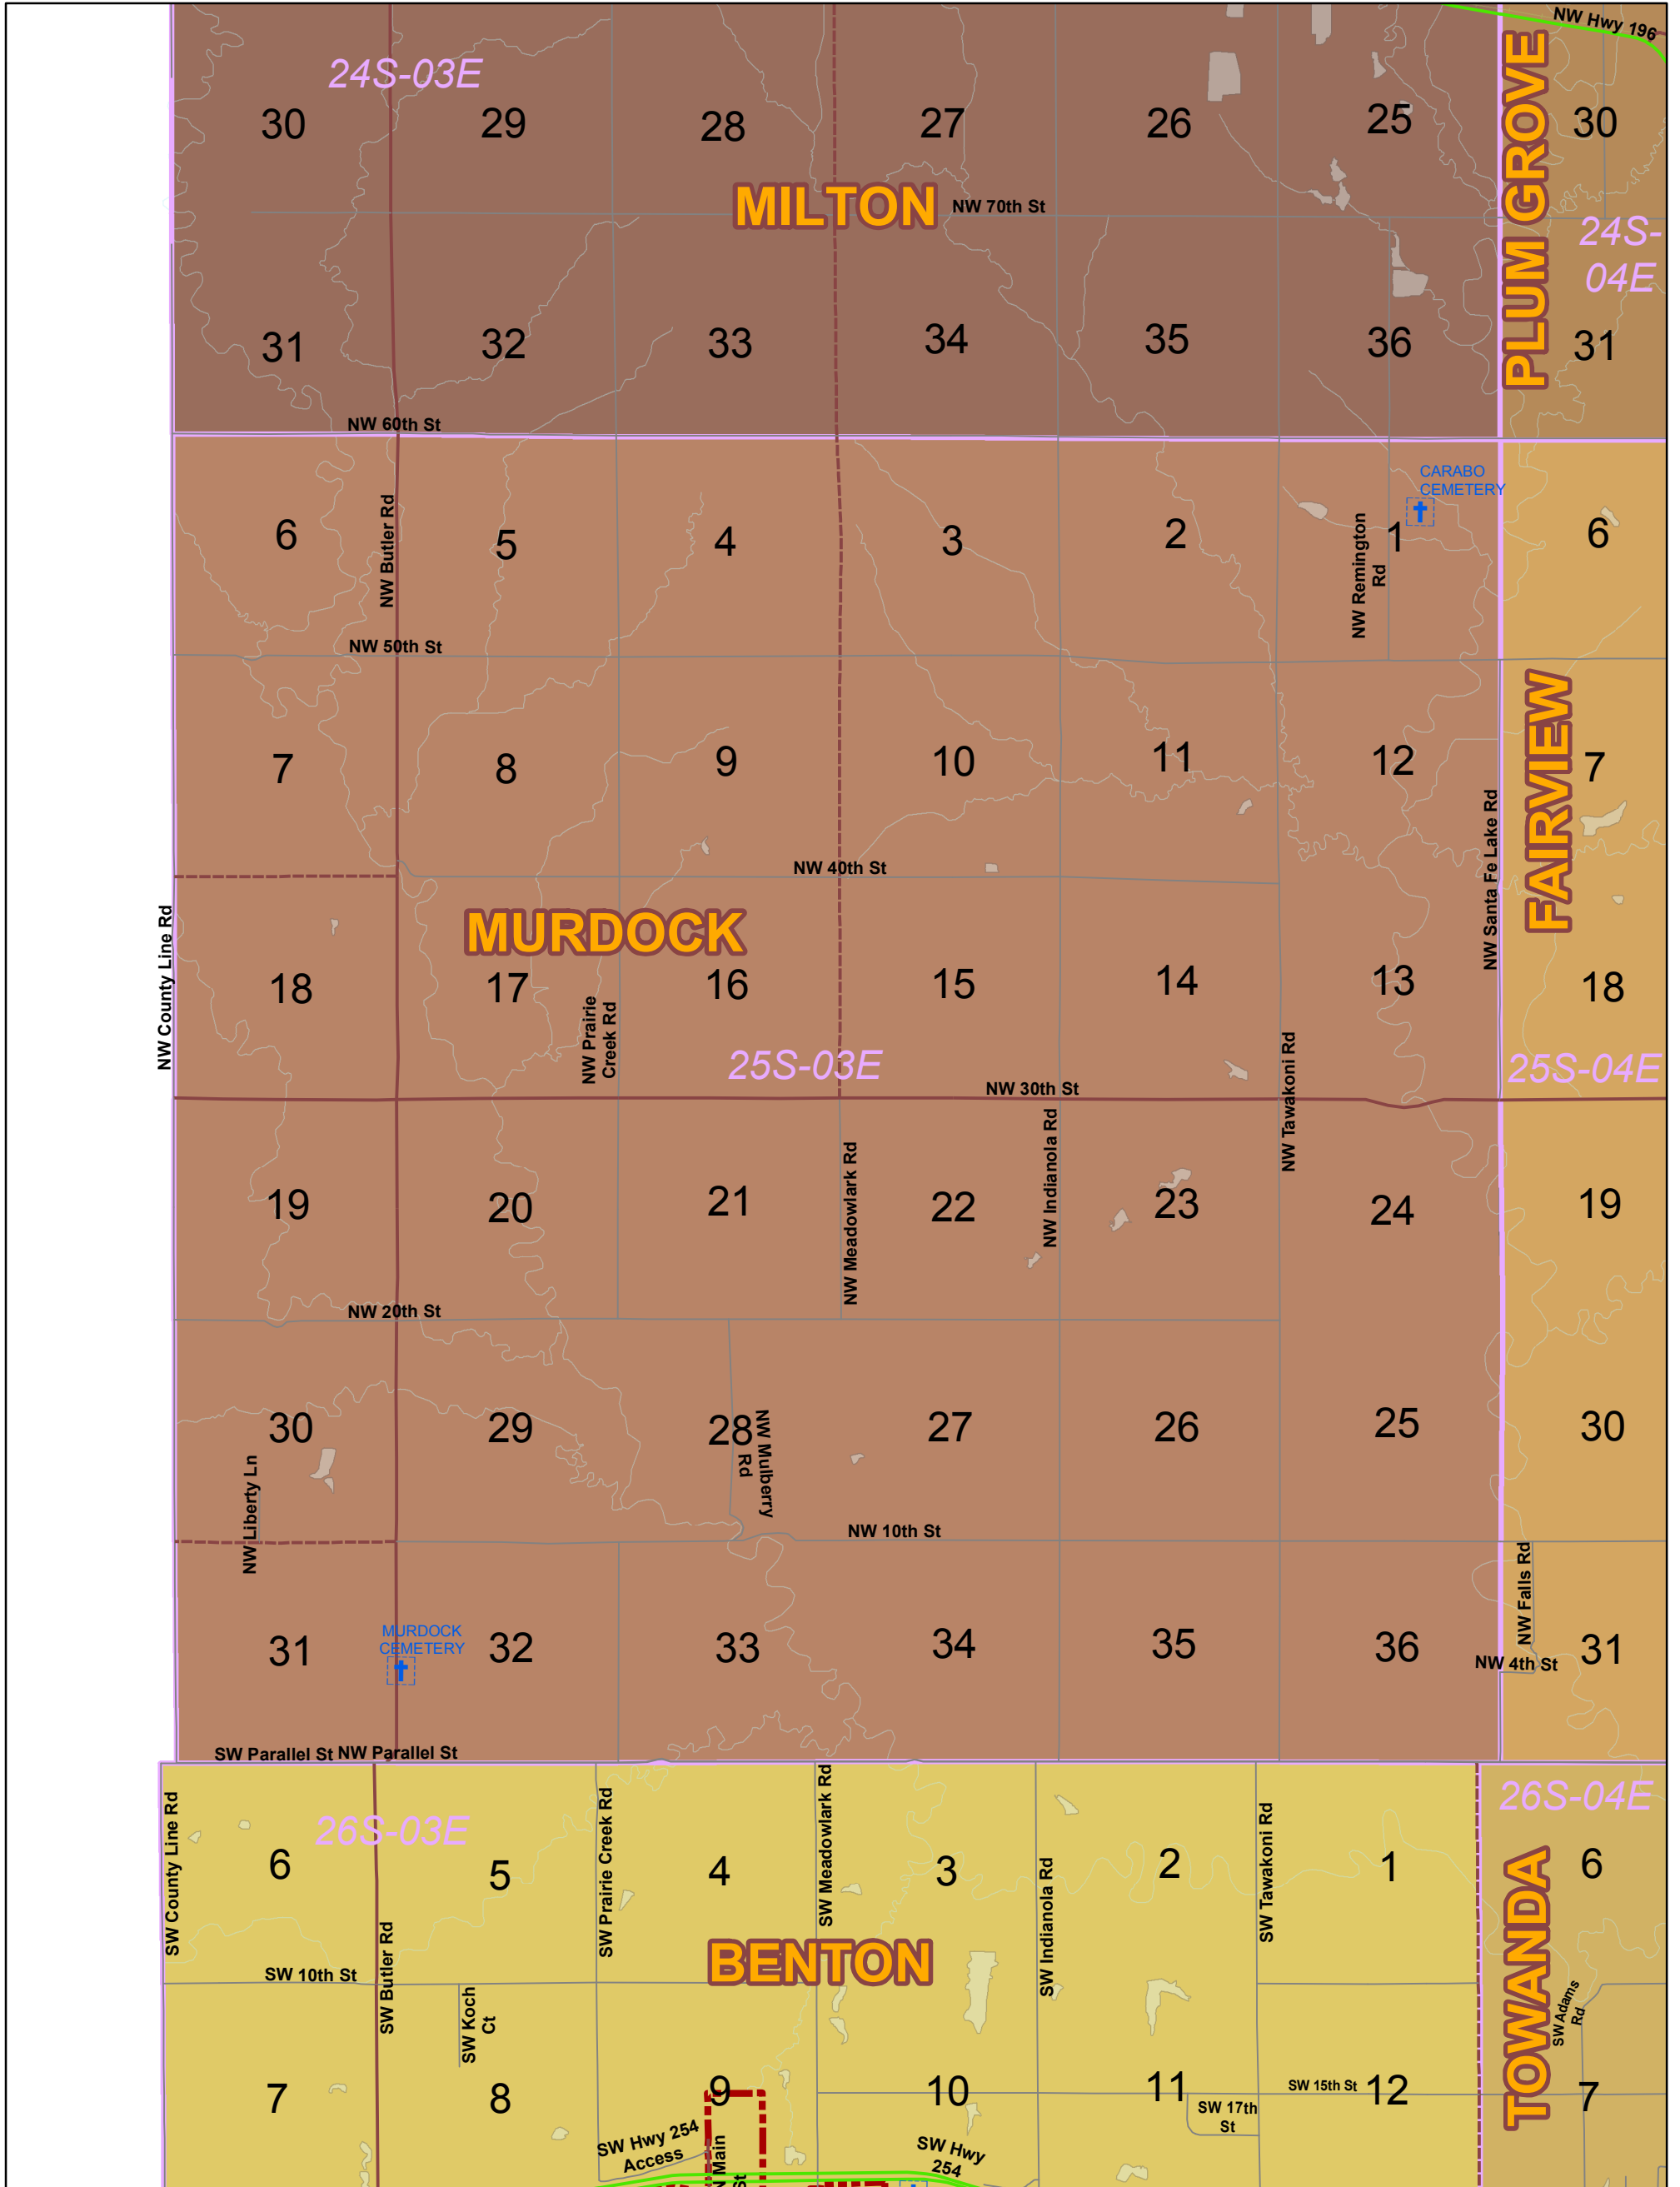 NW Hwy 196
24S-03E
30
29
28
27
26
25
30
PLUM GROVE
MILTON
NW 70th St
24S-
04E
31
32
33
34
35
36
31
NW 60th St
CARABO
CEMETERY
6
NW Butler Rd
5
4
3
2
NW Remington
Rd
1
6
NW 50th St
FAIRVIEW
7
8
9
10
11
12
7
NW Santa Fe Lake Rd
NW 40th St
NW County Line Rd
MURDOCK
18
17
16
15
14
13
18
NW Prairie
Creek Rd
25S-03E
NW Tawakoni Rd
25S-04E
NW 30th St
NW Indianola Rd
NW Meadowlark Rd
19
20
21
22
23
24
19
NW 20th St
30
29
28
NW Mulberry
Rd
27
26
25
30
NW Liberty Ln
NW 10th St
NW Falls Rd
MURDOCK
CEMETERY
31
32
33
34
35
36
31
NW 4th St
SW Parallel St
NW Parallel St
SW County Line Rd
26S-03E
SW Prairie Creek Rd
SW Meadowlark Rd
SW Indianola Rd
SW Tawakoni Rd
26S-04E
6
5
4
3
2
1
6
TOWANDA
BENTON
SW 10th St
SW Butler Rd
SW Koch
Ct
SW Adams
Rd
7
8
9
10
11
SW 15th St
12
7
SW 17th
St
SW Hwy 254
Access
N Main
St
SW Hwy
254